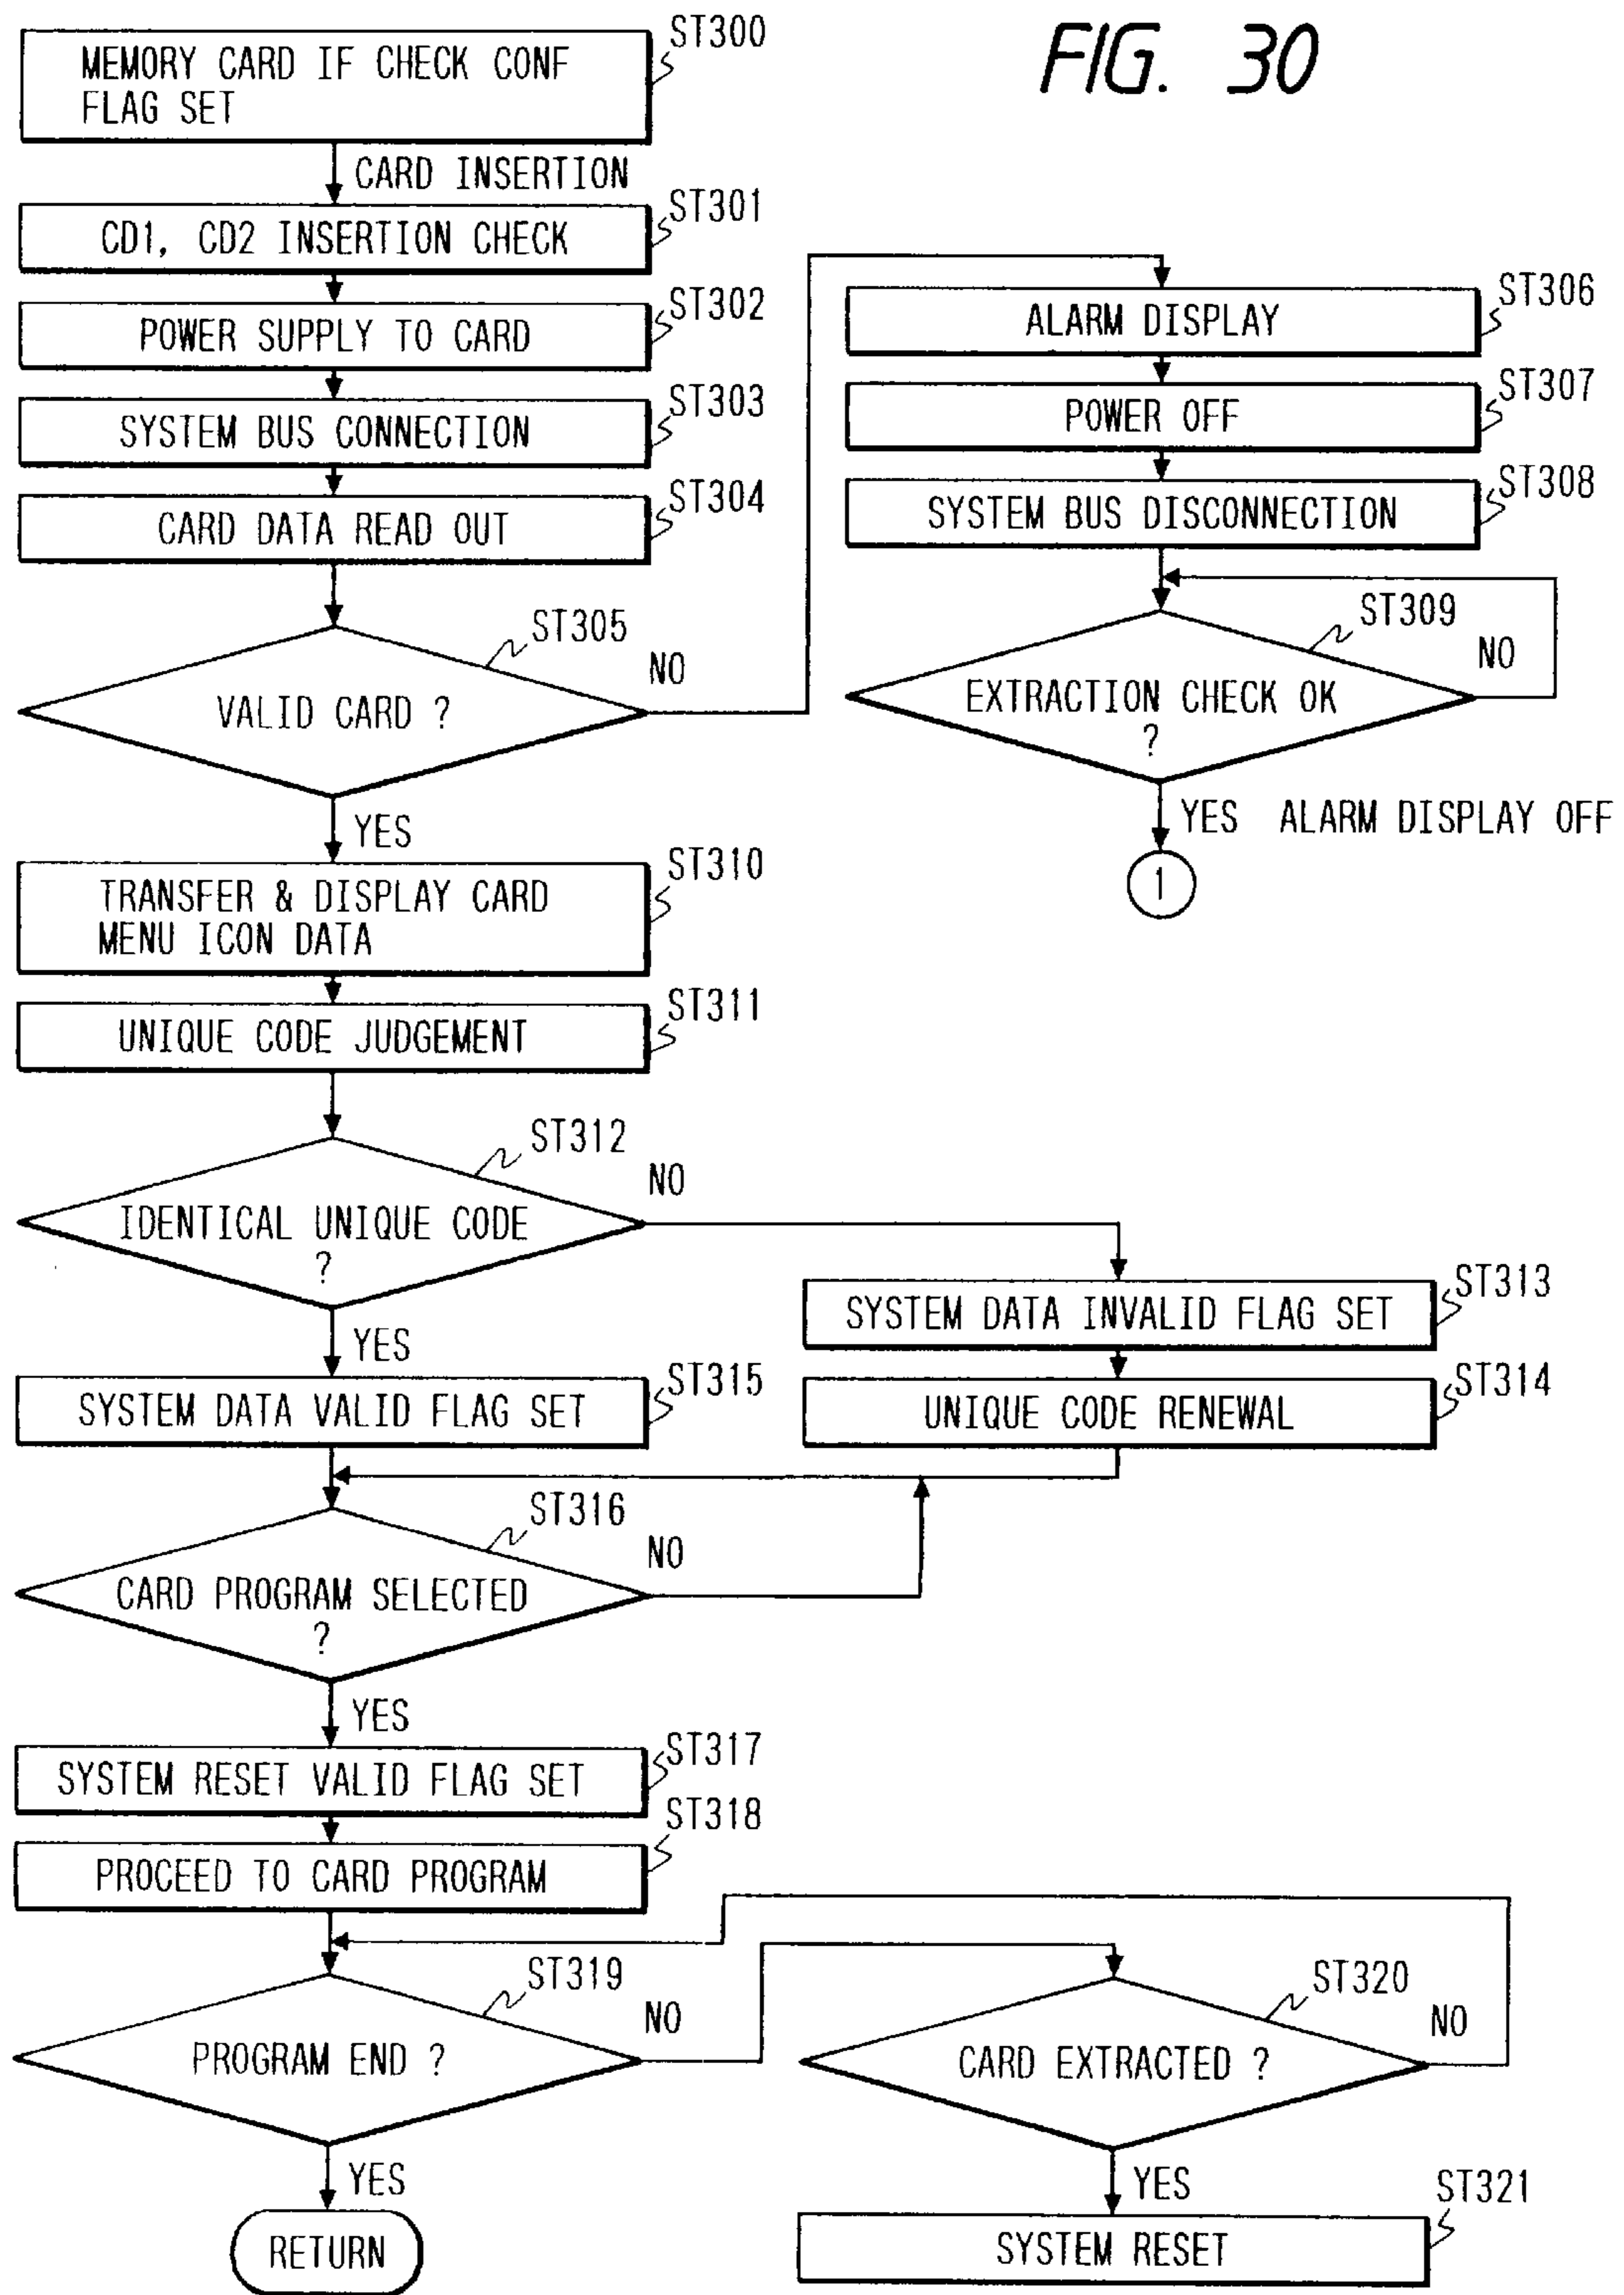 FIG. 30
ST300
MEMORY CARD IF CHECK CONF
FLAG SET
CARD INSERTION
ST301
CD1, CD2 INSERTION CHECK
ST302
POWER SUPPLY TO CARD
ST303
SYSTEM BUS CONNECTION
ST304
CARD DATA READ OUT
ST305
VALID CARD ?
NO
YES
ST306
ALARM DISPLAY
ST307
POWER OFF
ST308
SYSTEM BUS DISCONNECTION
ST309
EXTRACTION CHECK OK
?
NO
YES ALARM DISPLAY OFF
1
ST310
TRANSFER & DISPLAY CARD
MENU ICON DATA
ST311
UNIQUE CODE JUDGEMENT
ST312
IDENTICAL UNIQUE CODE
?
NO
YES
ST313
SYSTEM DATA INVALID FLAG SET
ST314
UNIQUE CODE RENEWAL
ST315
SYSTEM DATA VALID FLAG SET
ST316
CARD PROGRAM SELECTED
?
NO
YES
ST317
SYSTEM RESET VALID FLAG SET
ST318
PROCEED TO CARD PROGRAM
ST319
PROGRAM END ?
NO
YES
RETURN
ST320
CARD EXTRACTED ?
NO
YES
ST321
SYSTEM RESET